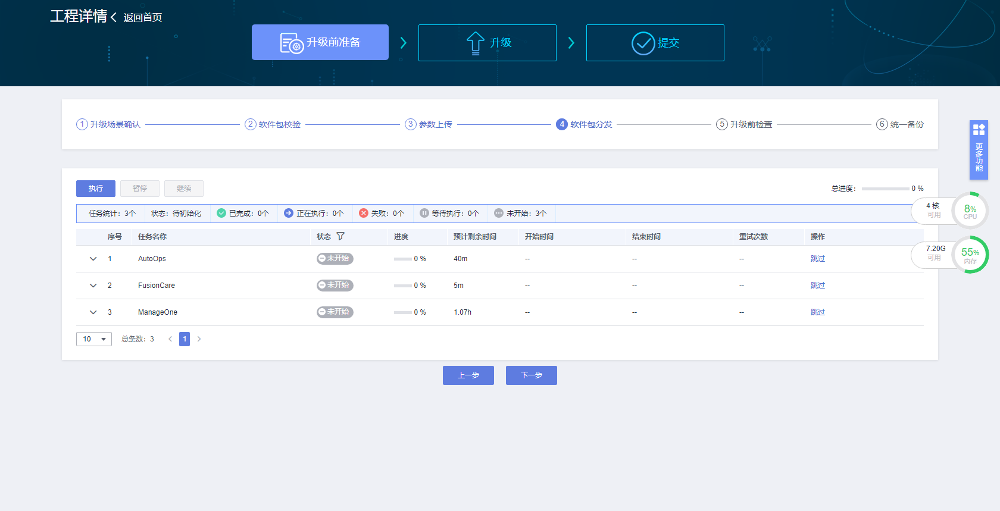 工程详情 返回首页
升级前准备 升级 提交
1 升级场景确认 2 软件包校验 3 参数上传 4 软件包分发 5 升级前检查 6 统一备份
更多功能
执行 暂停 继续 总进度: 0 %
任务统计: 3个 状态: 待初始化 已完成: 0个 正在执行: 0个 失败: 0个 等待执行: 0个 未开始: 3个
4 核
可用
8%
CPU
序号 任务名称 状态 进度 预计剩余时间 开始时间 结束时间 重试次数 操作
1 AutoOps 未开始 0 % 40m -- -- -- 跳过
7.20G
可用
55%
内存
2 FusionCare 未开始 0 % 5m -- -- -- 跳过
3 ManageOne 未开始 0 % 1.07h -- -- -- 跳过
10 总条数: 3 1
上一步 下一步